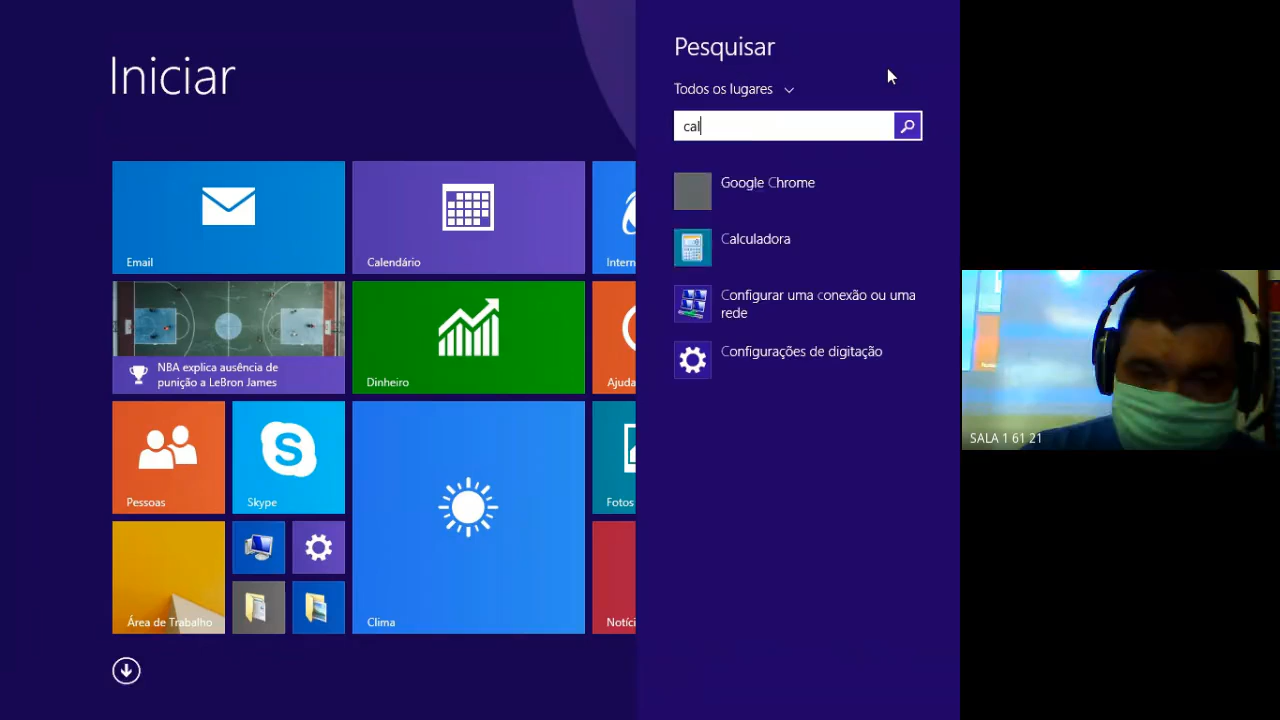 Iniciar
Email
Calendário
Intern
NBA explica ausência de
punição a LeBron James
Dinheiro
Ajuda
Pessoas
Skype
Fotos
Área de Trabalho
Clima
Notíci
Pesquisar
Todos os lugares
cal
Google Chrome
Calculadora
Configurar uma conexão ou uma
rede
Configurações de digitação
SALA 1 61 21